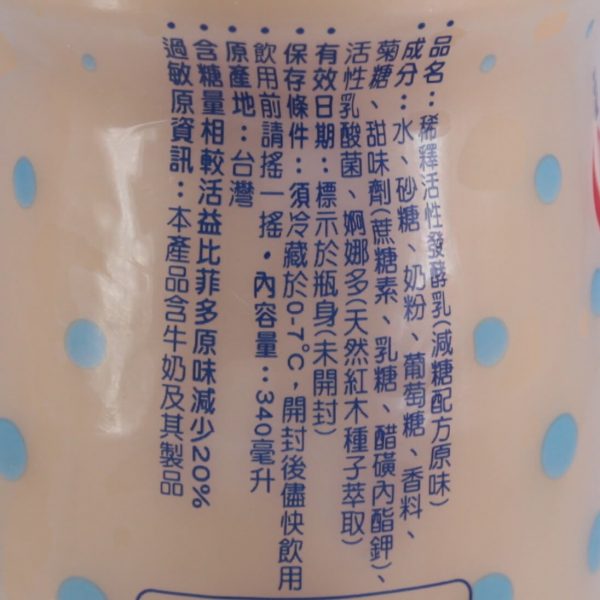 品名：稀釋活性發酵乳(減糖配方原味)
成分：水、砂糖、奶粉、葡萄糖、香料、
菊糖、甜味劑(蔗糖素、乳糖、醋磺內酯鉀)、
活性乳酸菌、婀娜多(天然紅木種子萃取)
有效日期：標示於瓶身(未開封)
保存條件：須冷藏於0-7°C，開封後儘快飲用
飲用前請搖一搖。內容量：340毫升
原產地：台灣
含糖量相較活益比菲多原味減少20%
過敏原資訊：本產品含牛奶及其製品